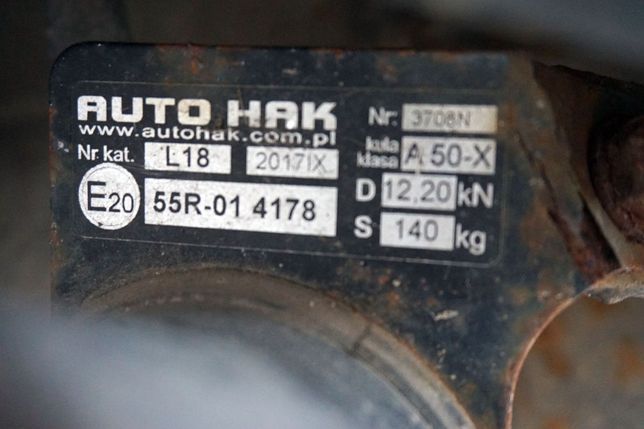 AUTO HAK
www.autohak.com.pl
Nr. kat. L18 2017IX
E20 55R-01 4178
Nr: 3708N
kula klasa A 50-X
D 12,20 kN
S 140 kg